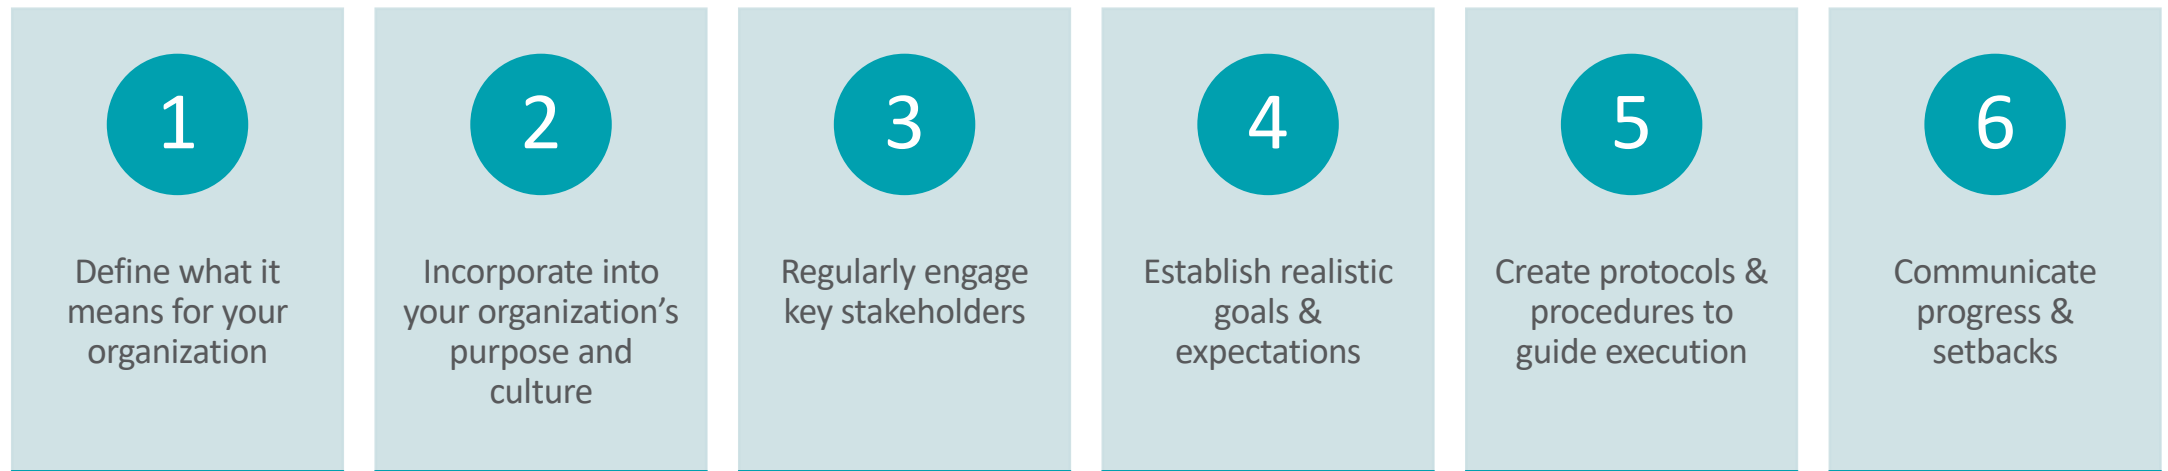 1
Define what it
means for your
organization
2
Incorporate into
your organization’s
purpose and
culture
3
Regularly engage
key stakeholders
4
Establish realistic
goals &
expectations
5
Create protocols &
procedures to
guide execution
6
Communicate
progress &
setbacks